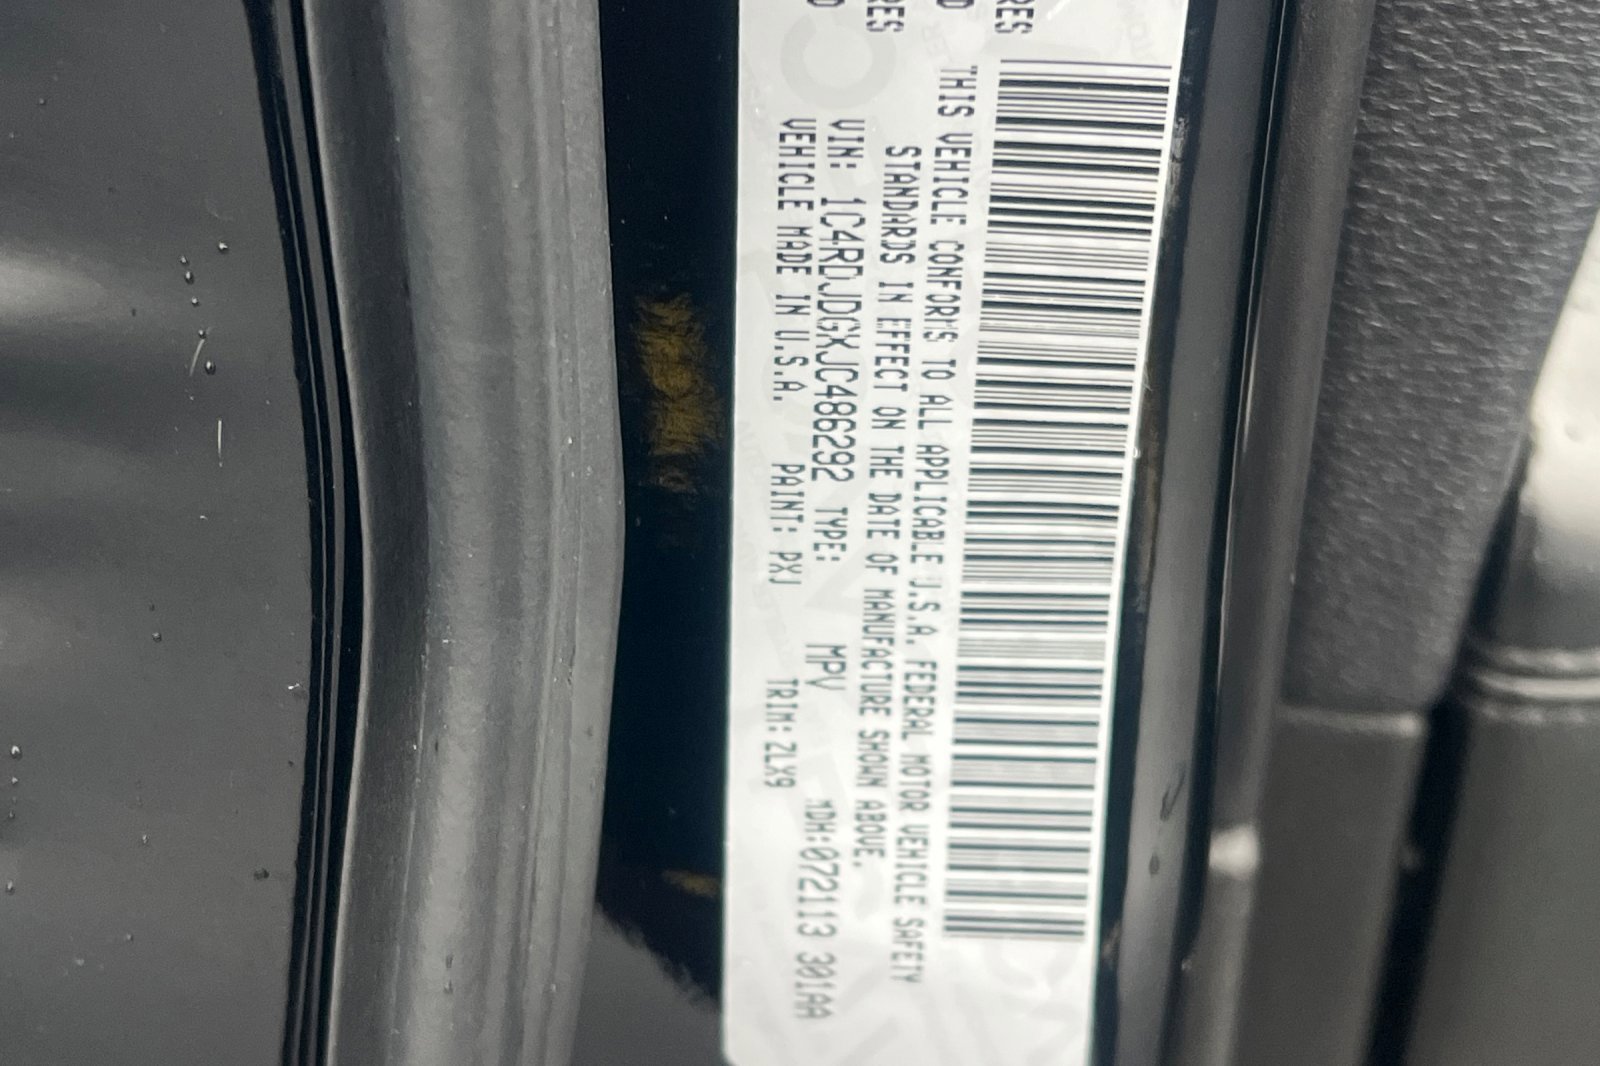 THIS VEHICLE CONFORMS TO ALL APPLICABLE U.S.A. FEDERAL MOTOR VEHICLE SAFETY
STANDARDS IN EFFECT ON THE DATE OF MANUFACTURE SHOWN ABOVE.
VIN: 1C4RDJDGXJC486292 TYPE: MPV MDH:072113 301AA
VEHICLE MADE IN U.S.A. PAINT: PXJ TRIM:ZLX9